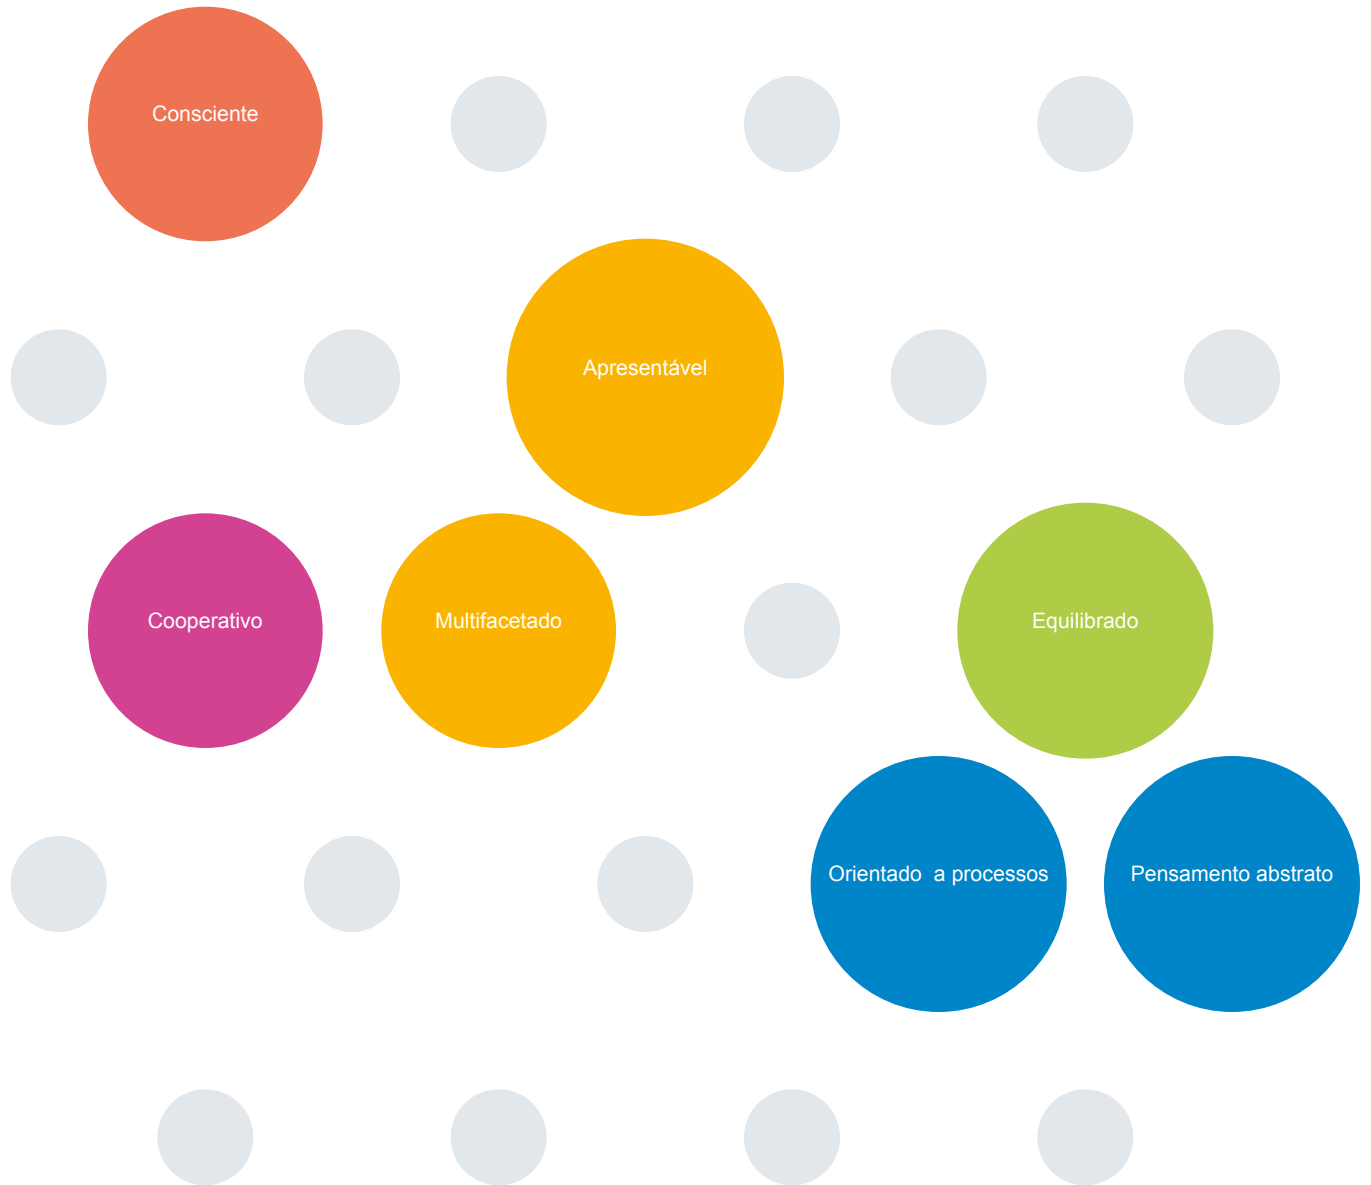 Consciente
Apresentável
Cooperativo
Multifacetado
Equilibrado
Orientado  a processos
Pensamento abstrato